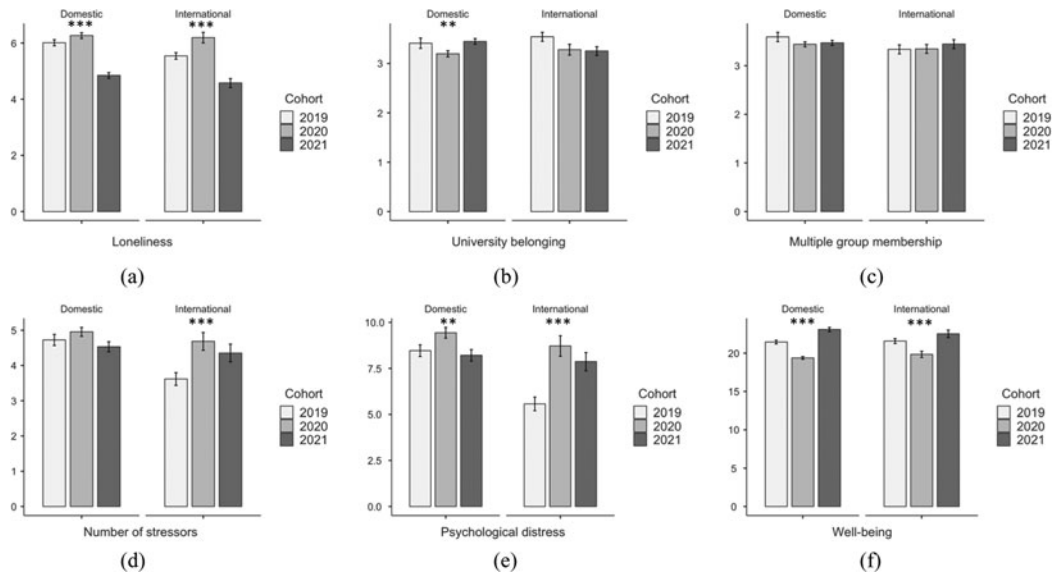 Domestic International
*** ***
6
4
2
0
Cohort
2019
2020
2021
Loneliness
(a)
Domestic International
**
3
2
1
0
Cohort
2019
2020
2021
University belonging
(b)
Domestic International
3
2
1
0
Cohort
2019
2020
2021
Multiple group membership
(c)
Domestic International
***
5
4
3
2
1
0
Cohort
2019
2020
2021
Number of stressors
(d)
Domestic International
** ***
10.0
7.5
5.0
2.5
0.0
Cohort
2019
2020
2021
Psychological distress
(e)
Domestic International
*** ***
20
15
10
5
0
Cohort
2019
2020
2021
Well-being
(f)